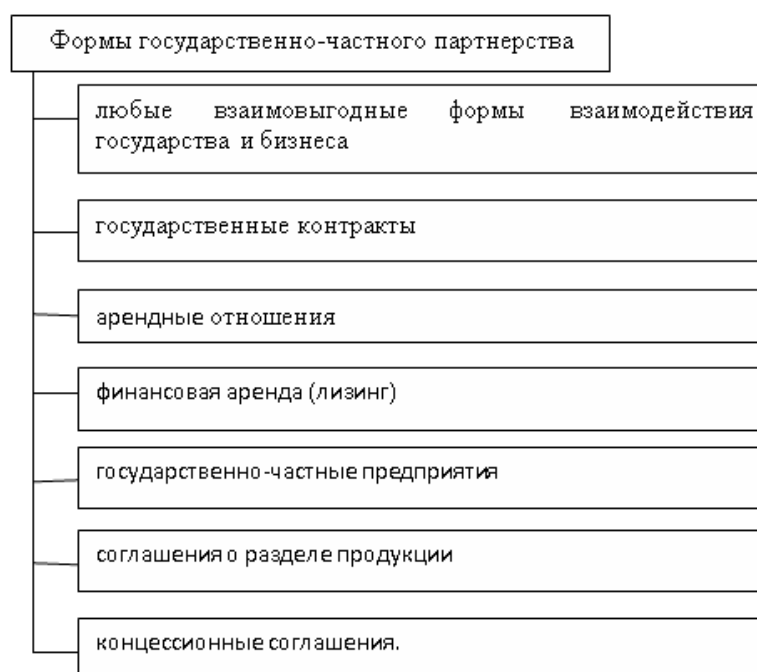 Формы государственно-частного партнерства
любые взаимовыгодные формы взаимодействия
государства и бизнеса
государственные контракты
арендные отношения
финансовая аренда (лизинг)
государственно-частные предприятия
соглашения о разделе продукции
концессионные соглашения.